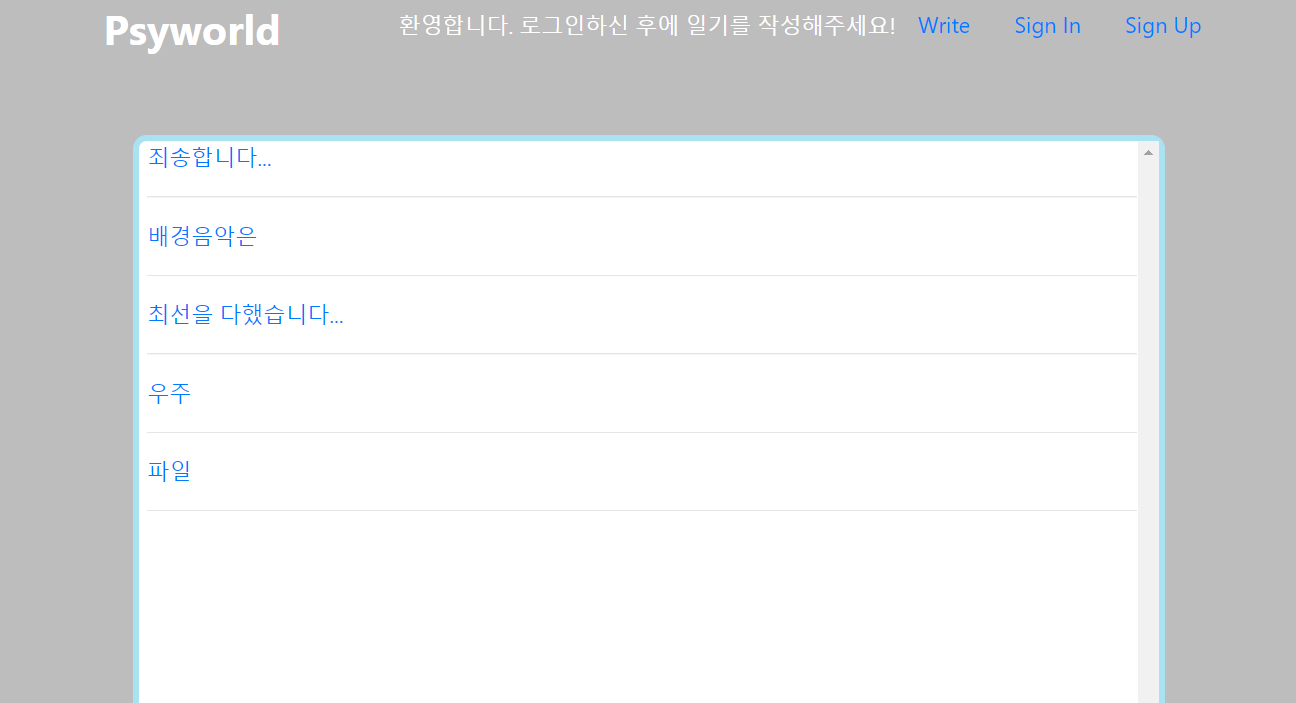 Psyworld 환영합니다. 로그인하신 후에 일기를 작성해주세요! Write Sign In Sign Up
죄송합니다...
배경음악은
최선을 다했습니다...
우주
파일